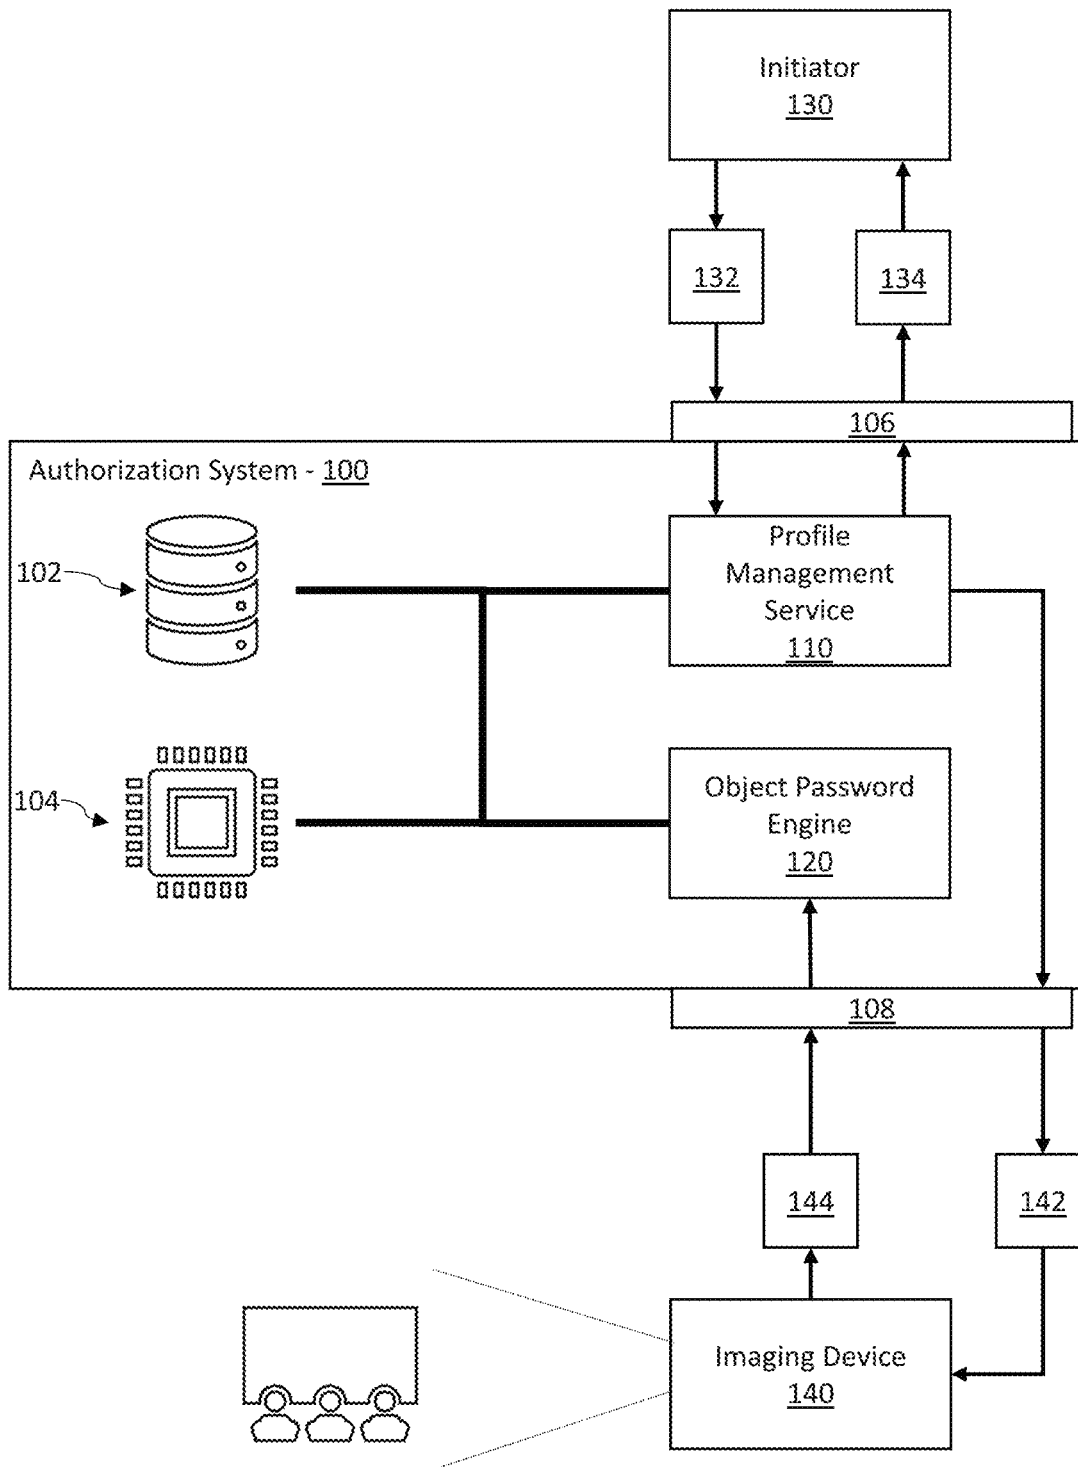 Initiator
130
132
134
106
Authorization System - 100
102
Profile
Management
Service
110
104
Object Password
Engine
120
108
144
142
Imaging Device
140